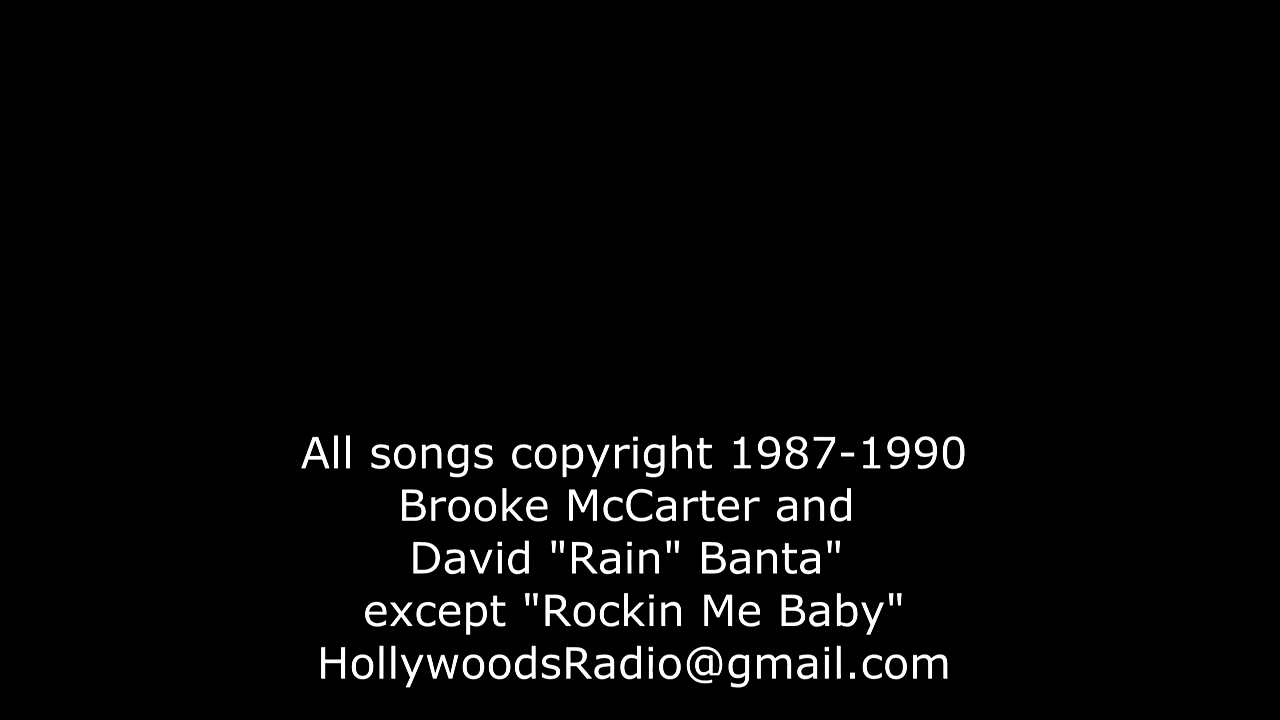 All songs copyright 1987-1990
Brooke McCarter and
David "Rain" Banta"
except "Rockin Me Baby"
HollywoodsRadio@gmail.com